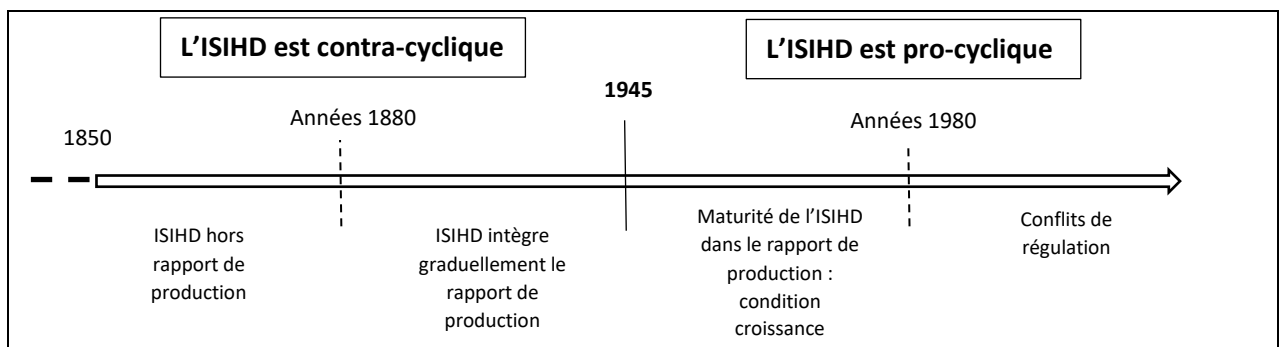 L'ISIHD est contra-cyclique
L'ISIHD est pro-cyclique
1945
Années 1880
Années 1980
1850
ISIHD hors
rapport de
production
ISIHD intègre
graduellement le
rapport de
production
Maturité de l'ISIHD
dans le rapport de
production :
condition
croissance
Conflits de
régulation